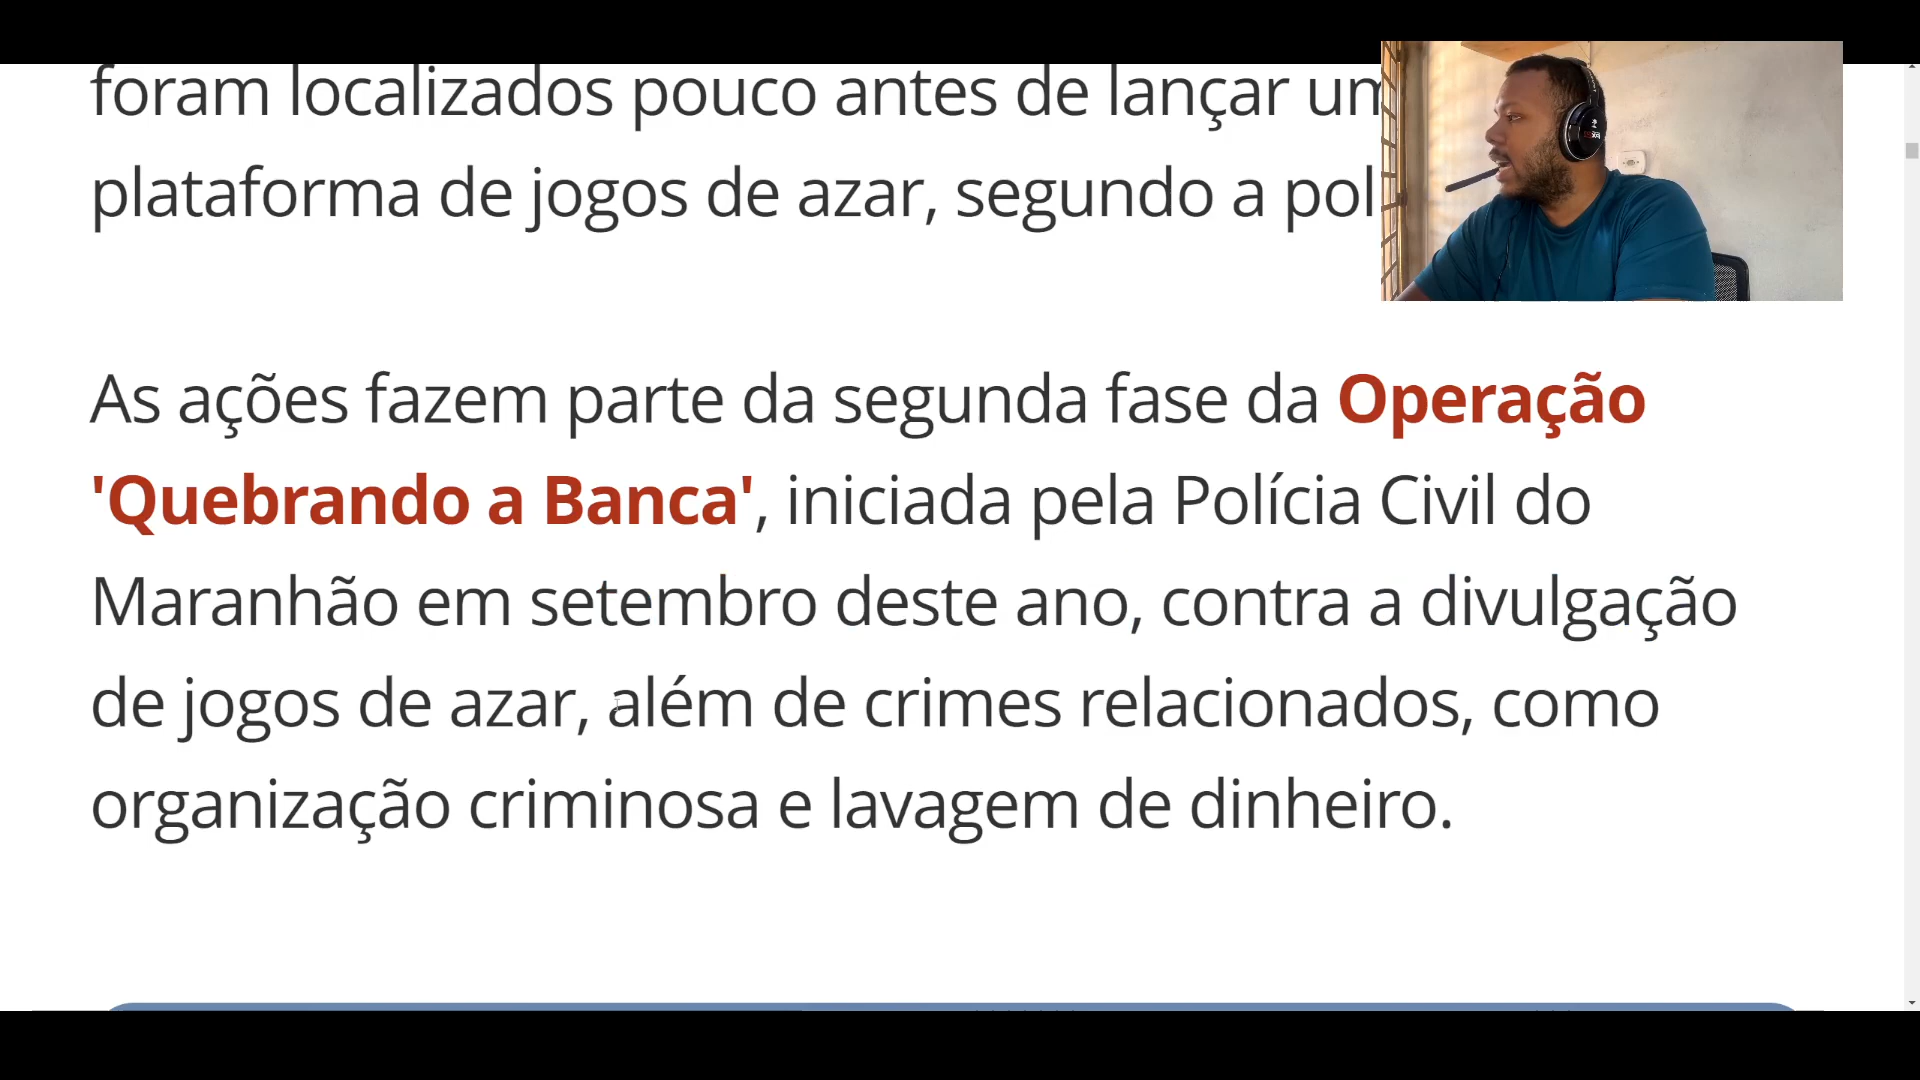 foram localizados pouco antes de lançar
plataforma de jogos de azar, segundo a
As ações fazem parte da segunda fase da Operação
'Quebrando a Banca', iniciada pela Polícia Civil do
Maranhão em setembro deste ano, contra a divulgação
de jogos de azar, além de crimes relacionados, como
organização criminosa e lavagem de dinheiro.